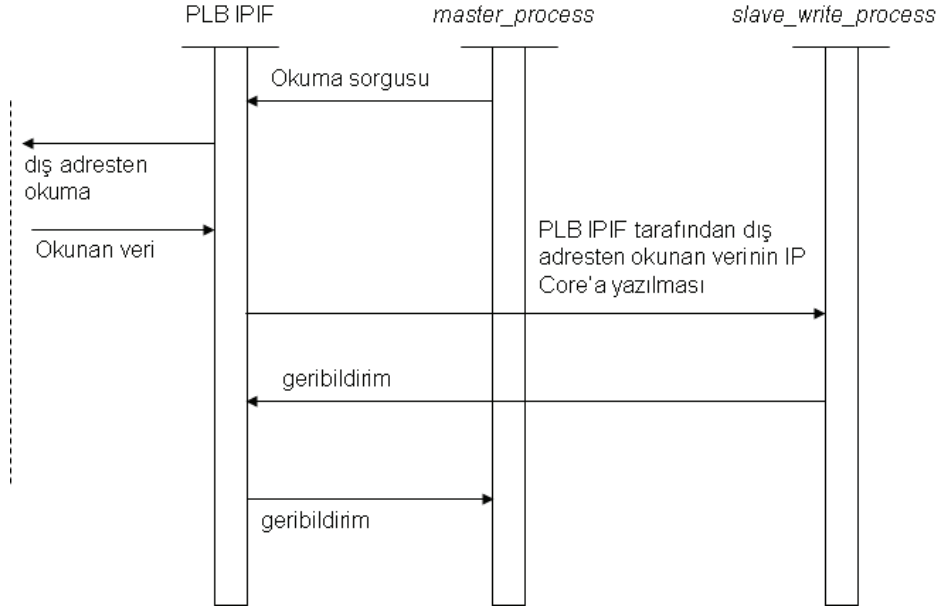 PLB IPIF
master_process
slave_write_process
Okuma sorgusu
dış adresten
okuma
Okunan veri
PLB IPIF tarafından dış
adresten okunan verinin IP
Core'a yazılması
geribildirim
geribildirim